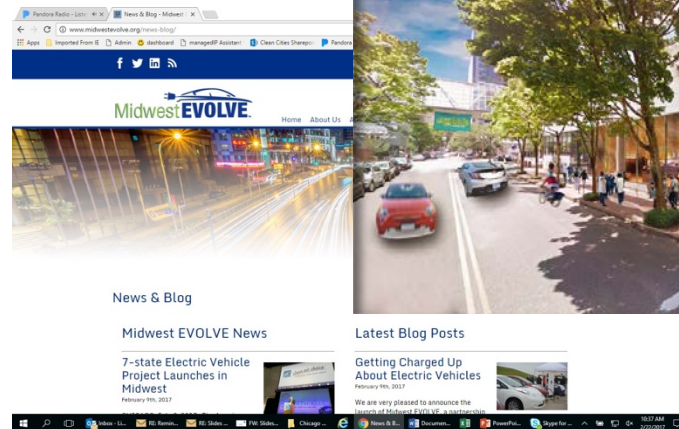 Pandora Radio - List
News & Blog - Midwest
www.midwestevolve.org/news-blog/
Apps Imported From IE Admin dashboard managedIP Assistant Clean Cities Sharepo Pandora
Midwest EVOLVE
Home About Us
News & Blog
Midwest EVOLVE News
7-state Electric Vehicle
Project Launches in
Midwest
February 9th, 2017
Latest Blog Posts
Getting Charged Up
About Electric Vehicles
February 9th, 2017
We are very pleased to announce the
launch of Midwest EVOLVE, a partnership
Inbox - Li... RE: Remin... RE: Slides ... FW: Slides... Chicago ... News & B... Documen... PowerPoi... Skype for ...
10:37 AM
2/22/2017